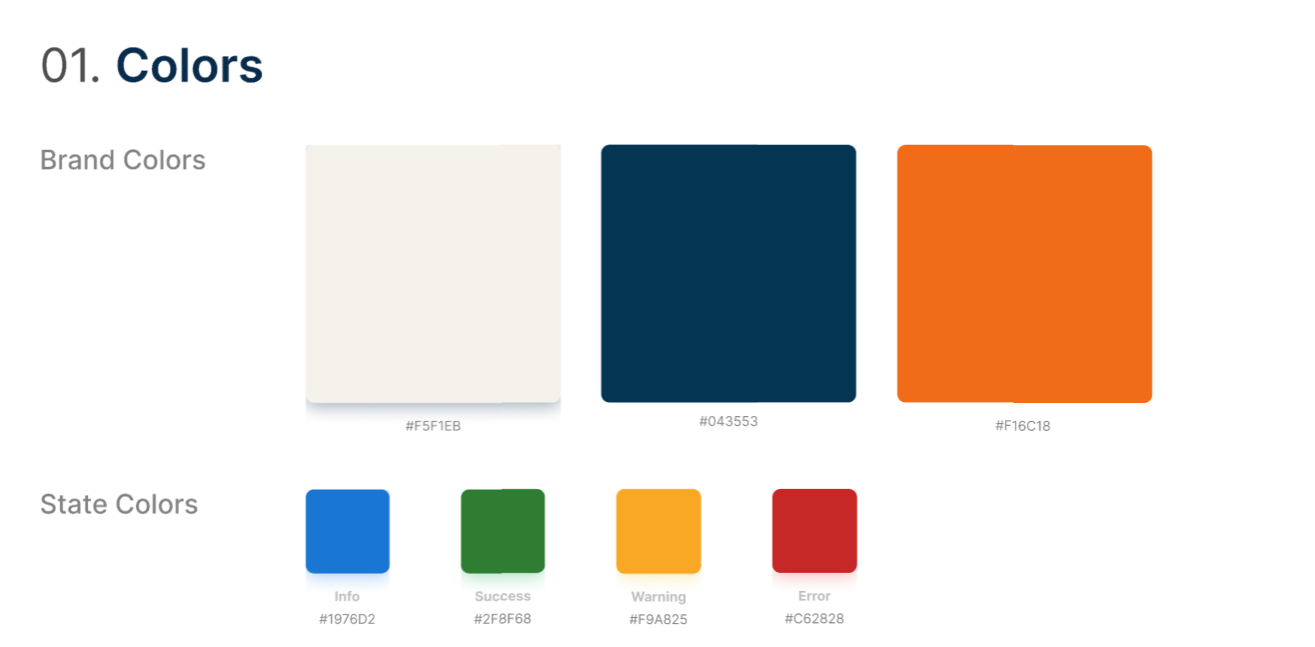 01. Colors
Brand Colors
#F5F1EB
#043553
#F16C18
State Colors
Info
#1976D2
Success
#2F8F68
Warning
#F9A825
Error
#C62828